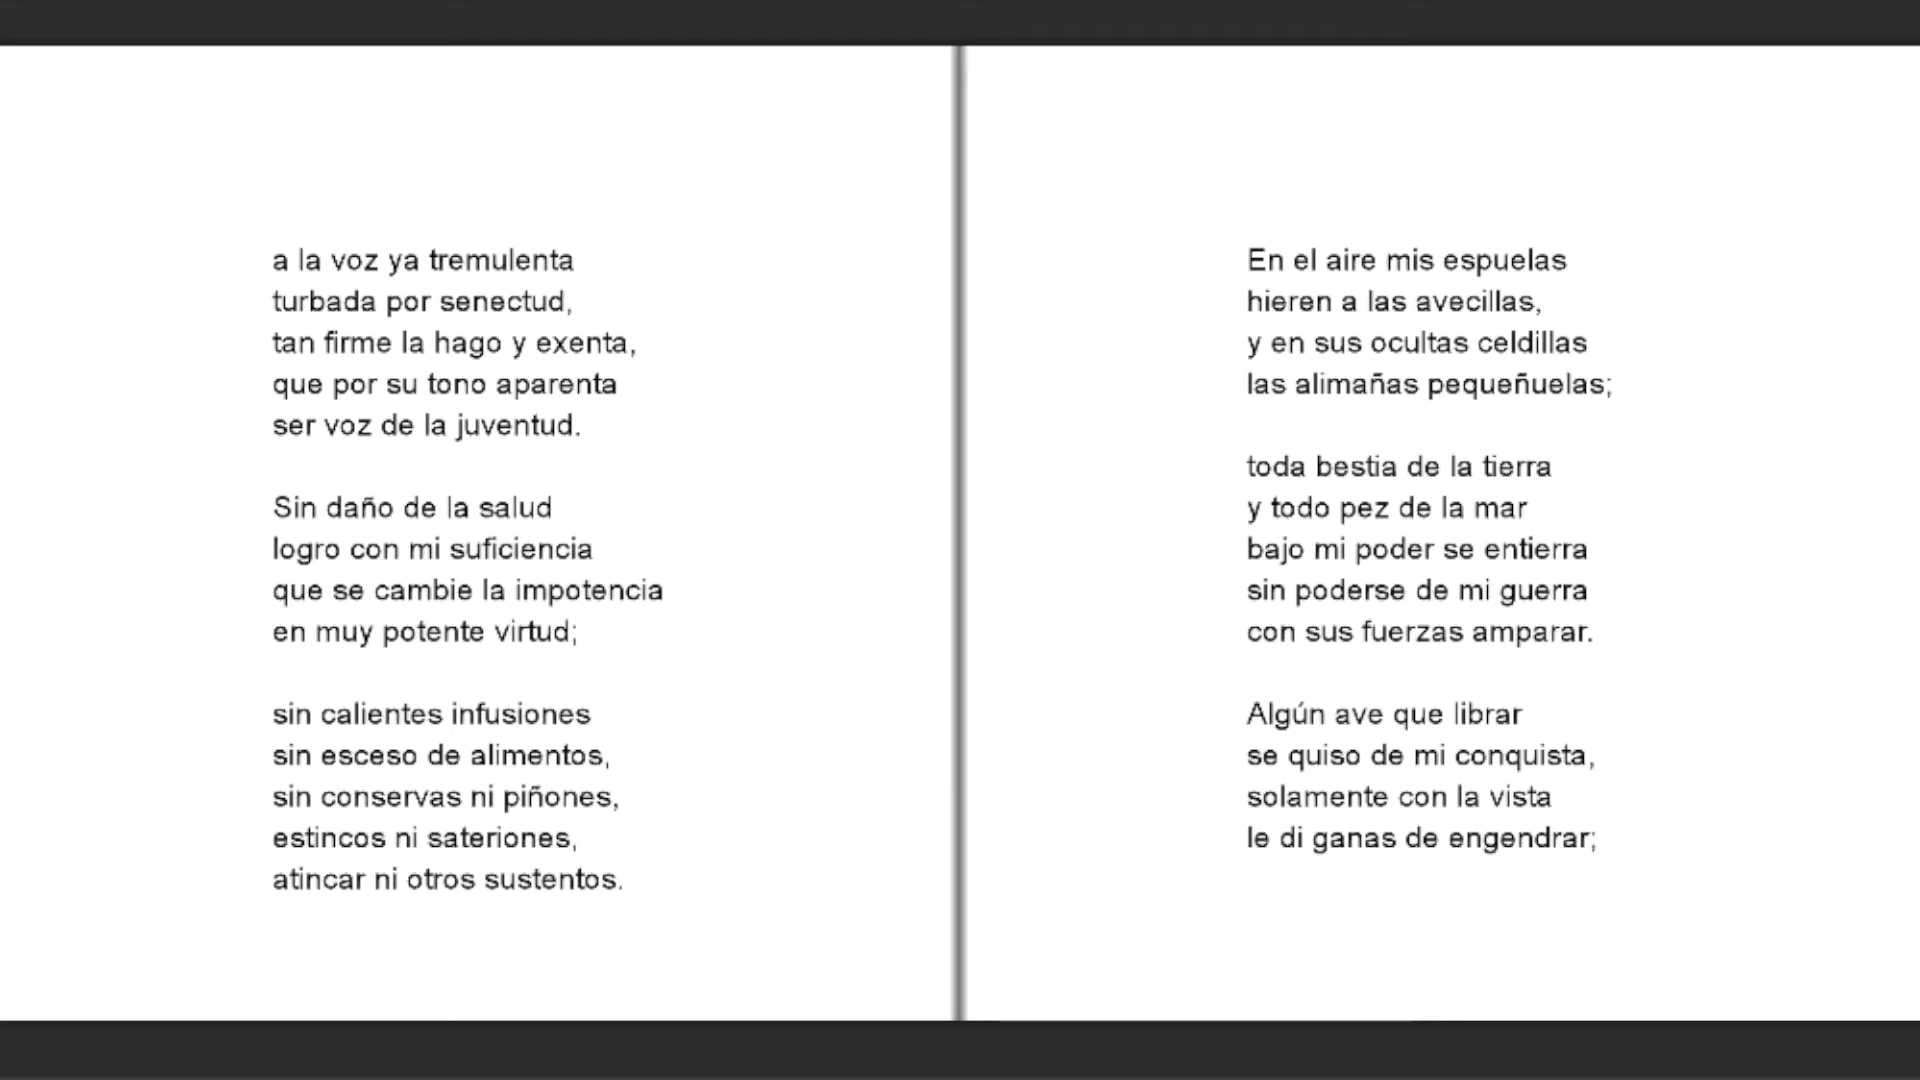 a la voz ya tremulenta
turbada por senectud,
tan firme la hago y exenta,
que por su tono aparenta
ser voz de la juventud.
Sin daño de la salud
logro con mi suficiencia
que se cambie la impotencia
en muy potente virtud;
sin calientes infusiones
sin esceso de alimentos,
sin conservas ni piñones,
estincos ni sateriones,
atincar ni otros sustentos.
En el aire mis espuelas
hieren a las avecillas,
y en sus ocultas celdillas
las alimañas pequeñuelas;
toda bestia de la tierra
y todo pez de la mar
bajo mi poder se entierra
sin poderse de mi guerra
con sus fuerzas amparar.
Algún ave que librar
se quiso de mi conquista,
solamente con la vista
le di ganas de engendrar;